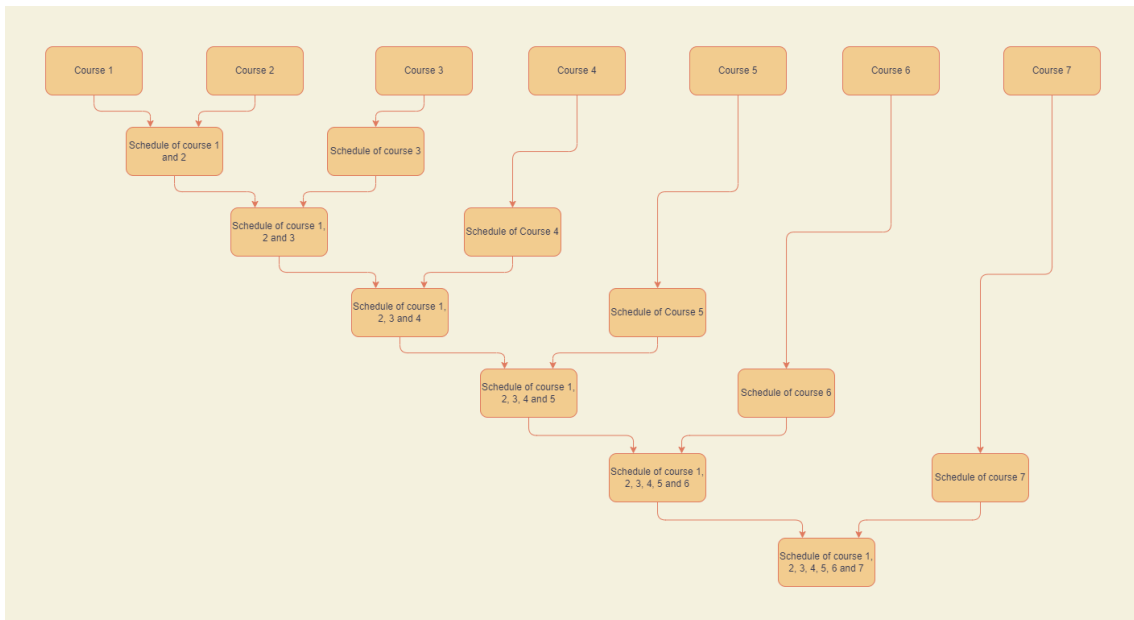 Course 1
Course 2
Course 3
Course 4
Course 5
Course 6
Course 7
Schedule of course 1
and 2
Schedule of course 3
Schedule of course 1,
2 and 3
Schedule of Course 4
Schedule of course 1,
2, 3 and 4
Schedule of Course 5
Schedule of course 1,
2, 3, 4 and 5
Schedule of course 6
Schedule of course 1,
2, 3, 4, 5 and 6
Schedule of course 7
Schedule of course 1,
2, 3, 4, 5, 6 and 7